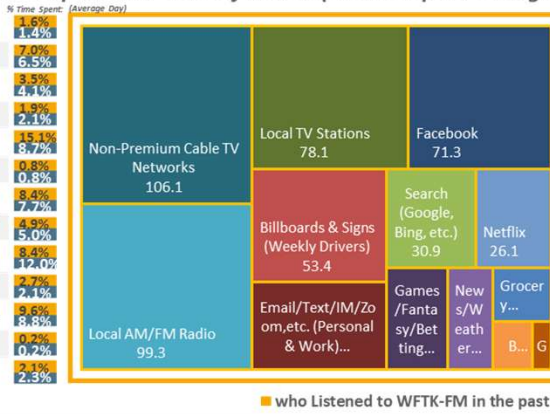 % Time Spent: (Average Day)
1.6%
1.4%
7.0%
6.5%
3.5%
4.1%
1.9%
2.1%
15.1%
8.7%
0.8%
0.8%
8.4%
7.7%
4.9%
5.0%
8.4%
12.0%
2.7%
2.1%
9.6%
8.8%
0.2%
0.2%
2.1%
2.3%
Non-Premium Cable TV
Networks
106.1
Local AM/FM Radio
99.3
Local TV Stations
78.1
Facebook
71.3
Billboards & Signs
(Weekly Drivers)
53.4
Search
(Google,
Bing, etc.)
30.9
Netflix
26.1
Email/Text/IM/Zo
om,etc. (Personal
& Work)...
Games
/Fanta
sy/Bet
ting...
New
s/W
eath
er...
Grocer
y...
B...
G
who Listened to WFTK-FM in the past